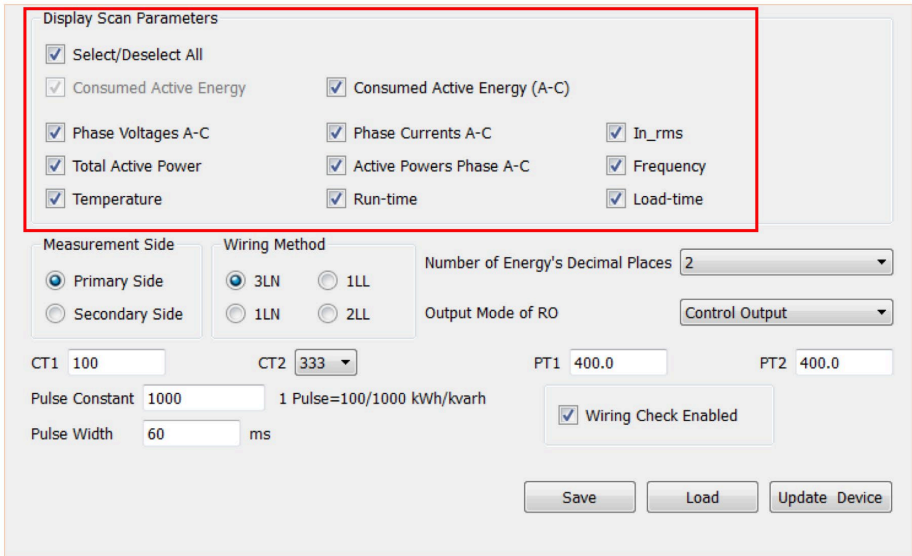 Display Scan Parameters
Select/Deselect All
Consumed Active Energy
Consumed Active Energy (A-C)
Phase Voltages A-C
Phase Currents A-C
In_rms
Total Active Power
Active Powers Phase A-C
Frequency
Temperature
Run-time
Load-time
Measurement Side
Primary Side
Secondary Side
Wiring Method
3LN
1LL
1LN
2LL
Number of Energy's Decimal Places 2
Output Mode of RO Control Output
CT1 100
CT2 333
PT1 400.0
PT2 400.0
Pulse Constant 1000 1 Pulse=100/1000 kWh/kvarh
Pulse Width 60 ms
Wiring Check Enabled
Save
Load
Update Device